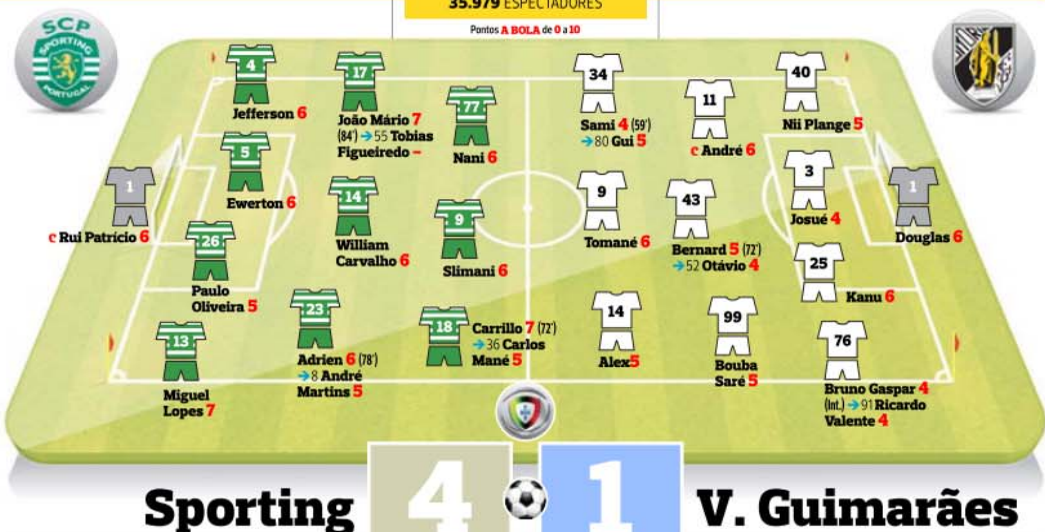 35.979 ESPECTADORES
Pontos A BOLA de 0 a 10
SCP
SPORTING
PORTUGAL
4
Jefferson 6
17
João Mário 7
(84') → 55 Tobias
Figueiredo –
77
Nani 6
5
Ewerton 6
1
c Rui Patrício 6
14
William
Carvalho 6
9
Slimani 6
26
Paulo
Oliveira 5
13
Miguel
Lopes 7
23
Adrien 6 (78')
→ 8 André
Martins 5
18
Carrillo 7 (72')
→ 36 Carlos
Mané 5
34
Sami 4 (59')
→ 80 Gui 5
11
c André 6
40
Nii Plange 5
9
Tomané 6
43
Bernard 5 (72')
→ 52 Otávio 4
3
Josué 4
1
Douglas 6
25
Kanu 6
14
Alex 5
99
Bouba
Saré 5
76
Bruno Gaspar 4
(Int.) → 91 Ricardo
Valente 4
Sporting 4 1 V. Guimarães